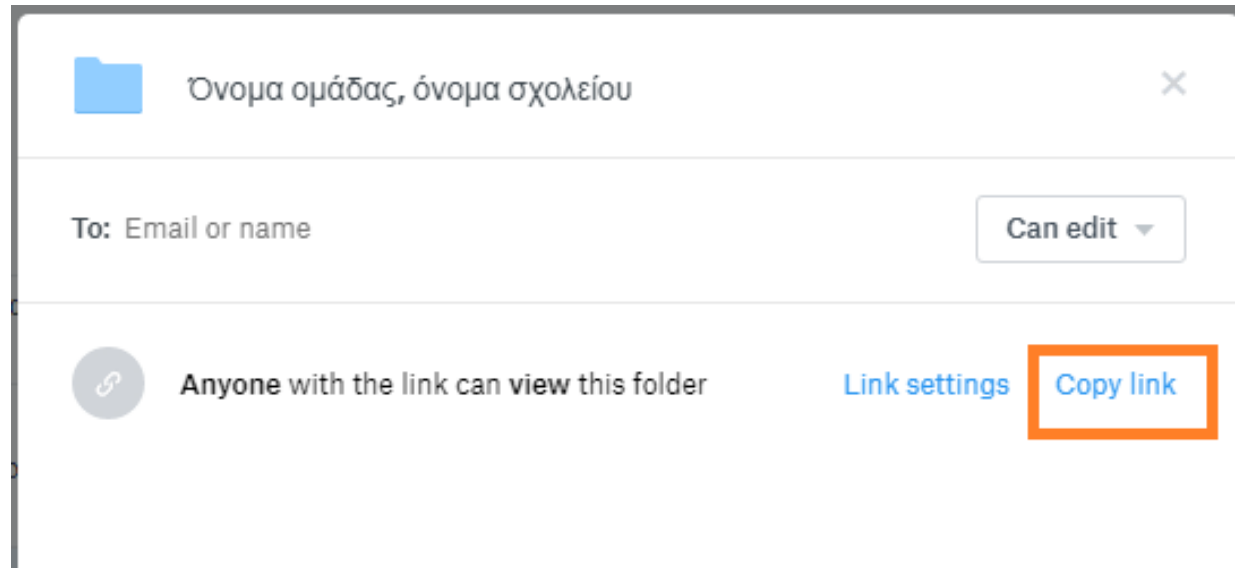 Όνομα ομάδας, όνομα σχολείου
To: Email or name
Can edit
Anyone with the link can view this folder
Link settings
Copy link